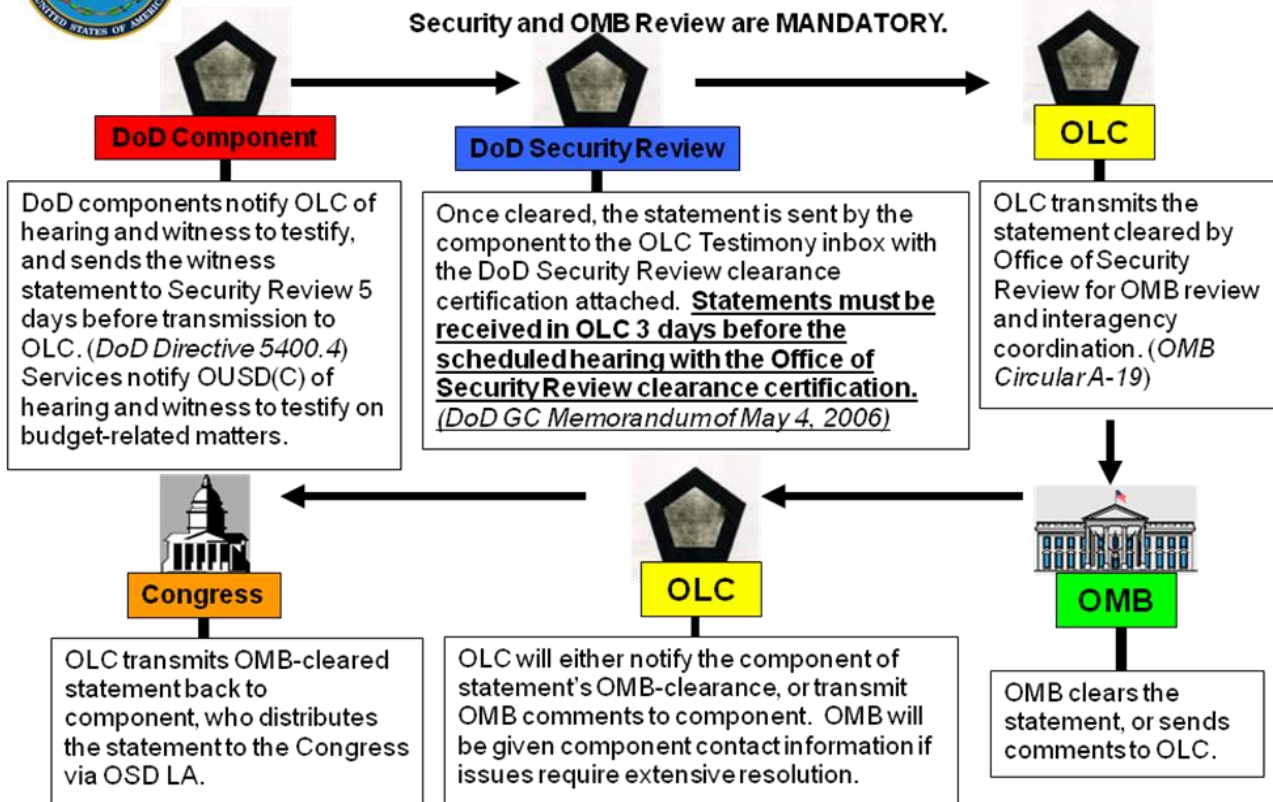 UNITED STATES OF AMERICA
Security and OMB Review are MANDATORY.
DoD Component
DoD components notify OLC of
hearing and witness to testify,
and sends the witness
statement to Security Review 5
days before transmission to
OLC. (DoD Directive 5400.4)
Services notify OUSD(C) of
hearing and witness to testify on
budget-related matters.
DoD Security Review
Once cleared, the statement is sent by the
component to the OLC Testimony inbox with
the DoD Security Review clearance
certification attached. Statements must be
received in OLC 3 days before the
scheduled hearing with the Office of
Security Review clearance certification.
(DoD GC Memorandum of May 4, 2006)
OLC
OLC transmits the
statement cleared by
Office of Security
Review for OMB review
and interagency
coordination. (OMB
Circular A-19)
OMB
OMB clears the
statement, or sends
comments to OLC.
OLC
OLC will either notify the component of
statement's OMB-clearance, or transmit
OMB comments to component. OMB will
be given component contact information if
issues require extensive resolution.
Congress
OLC transmits OMB-cleared
statement back to
component, who distributes
the statement to the Congress
via OSD LA.